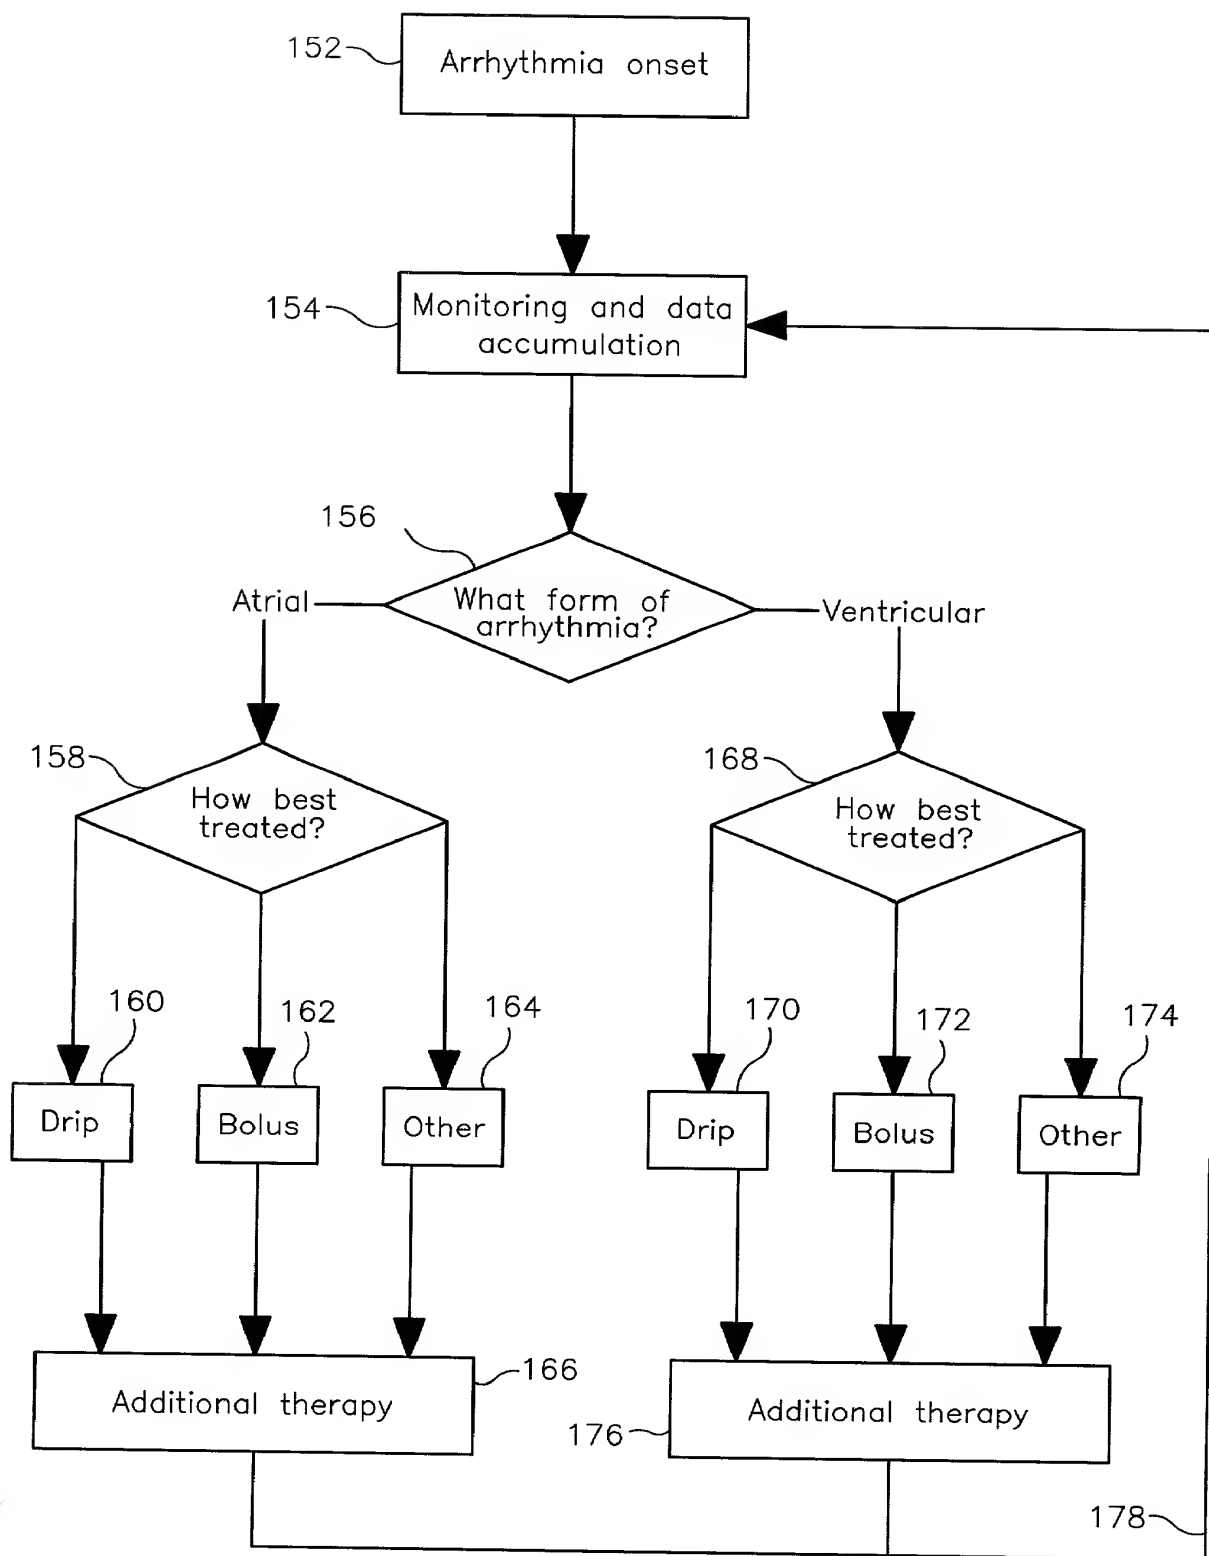 152
Arrhythmia onset
154
Monitoring and data
accumulation
156
Atrial
What form of
arrhythmia?
Ventricular
158
How best
treated?
168
How best
treated?
160
162
164
170
172
174
Drip
Bolus
Other
Drip
Bolus
Other
Additional therapy
166
Additional therapy
176
178